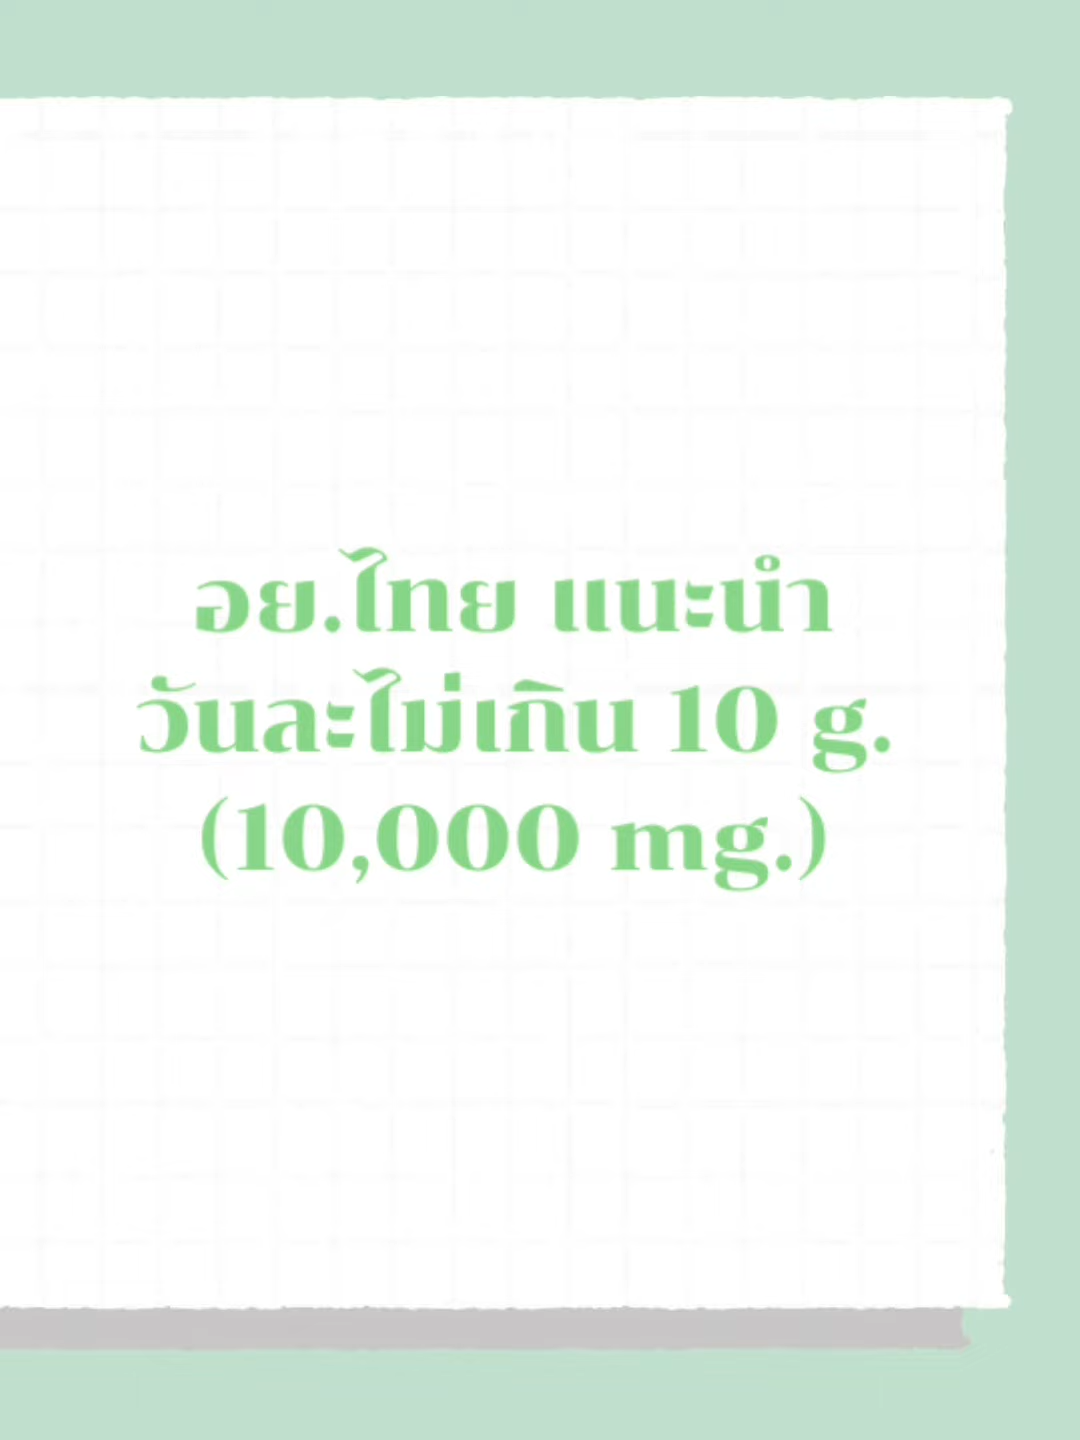 อย.ไทย แนะนำ
วันละไม่เกิน 10 g.
(10,000 mg.)